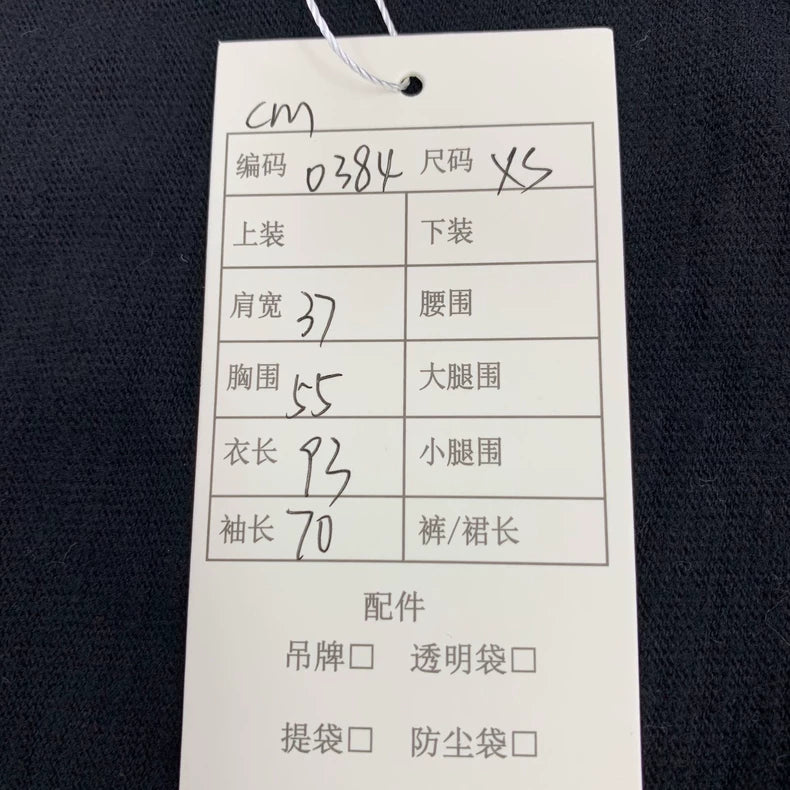 cm
编码 0384 尺码 XS
上装 下装
肩宽 37 腰围
胸围 55 大腿围
衣长 93 小腿围
袖长 70 裤/裙长
配件
吊牌□ 透明袋□
提袋□ 防尘袋□